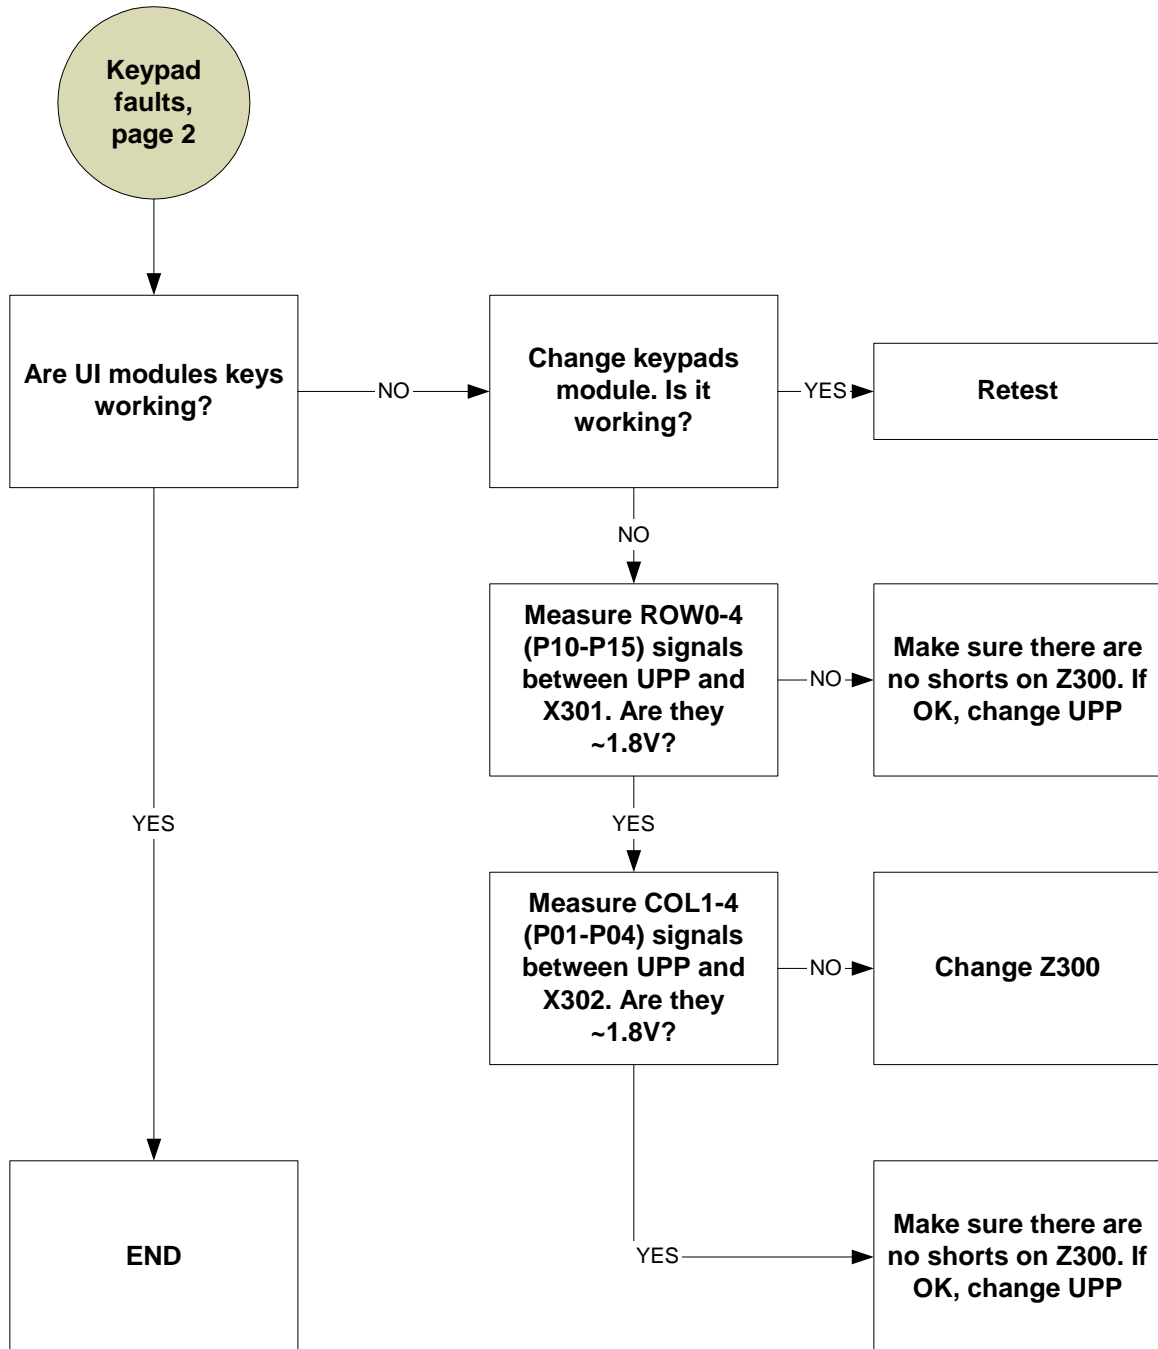 Keypad
faults,
page 2
Are UI modules keys
working?
NO
Change keypads
module. Is it
working?
YES
Retest
NO
Measure ROW0-4
(P10-P15) signals
between UPP and
X301. Are they
~1.8V?
NO
Make sure there are
no shorts on Z300. If
OK, change UPP
YES
YES
Measure COL1-4
(P01-P04) signals
between UPP and
X302. Are they
~1.8V?
NO
Change Z300
END
YES
Make sure there are
no shorts on Z300. If
OK, change UPP